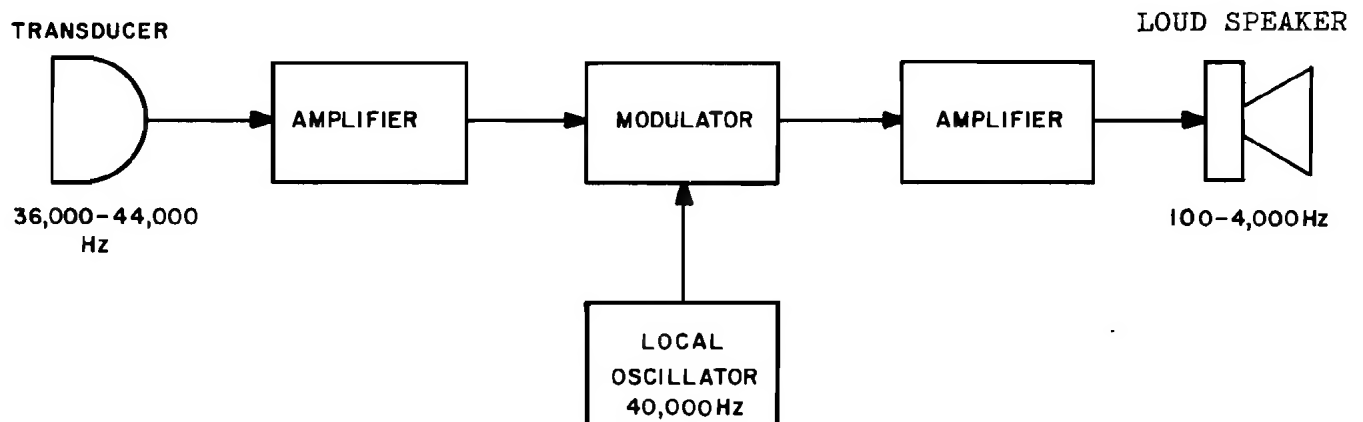 TRANSDUCER
LOUD SPEAKER
AMPLIFIER
MODULATOR
AMPLIFIER
36,000-44,000
Hz
100-4,000Hz
LOCAL
OSCILLATOR
40,000Hz